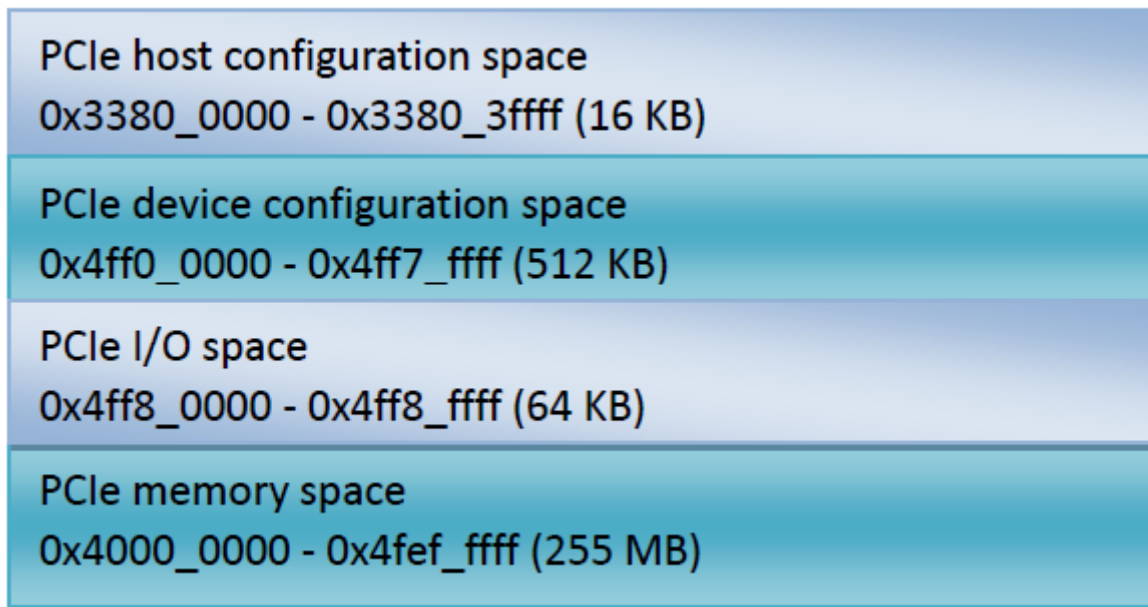 PCIe host configuration space
0x3380_0000 - 0x3380_3ffff (16 KB)
PCIe device configuration space
0x4ff0_0000 - 0x4ff7_ffff (512 KB)
PCIe I/O space
0x4ff8_0000 - 0x4ff8_ffff (64 KB)
PCIe memory space
0x4000_0000 - 0x4fef_ffff (255 MB)